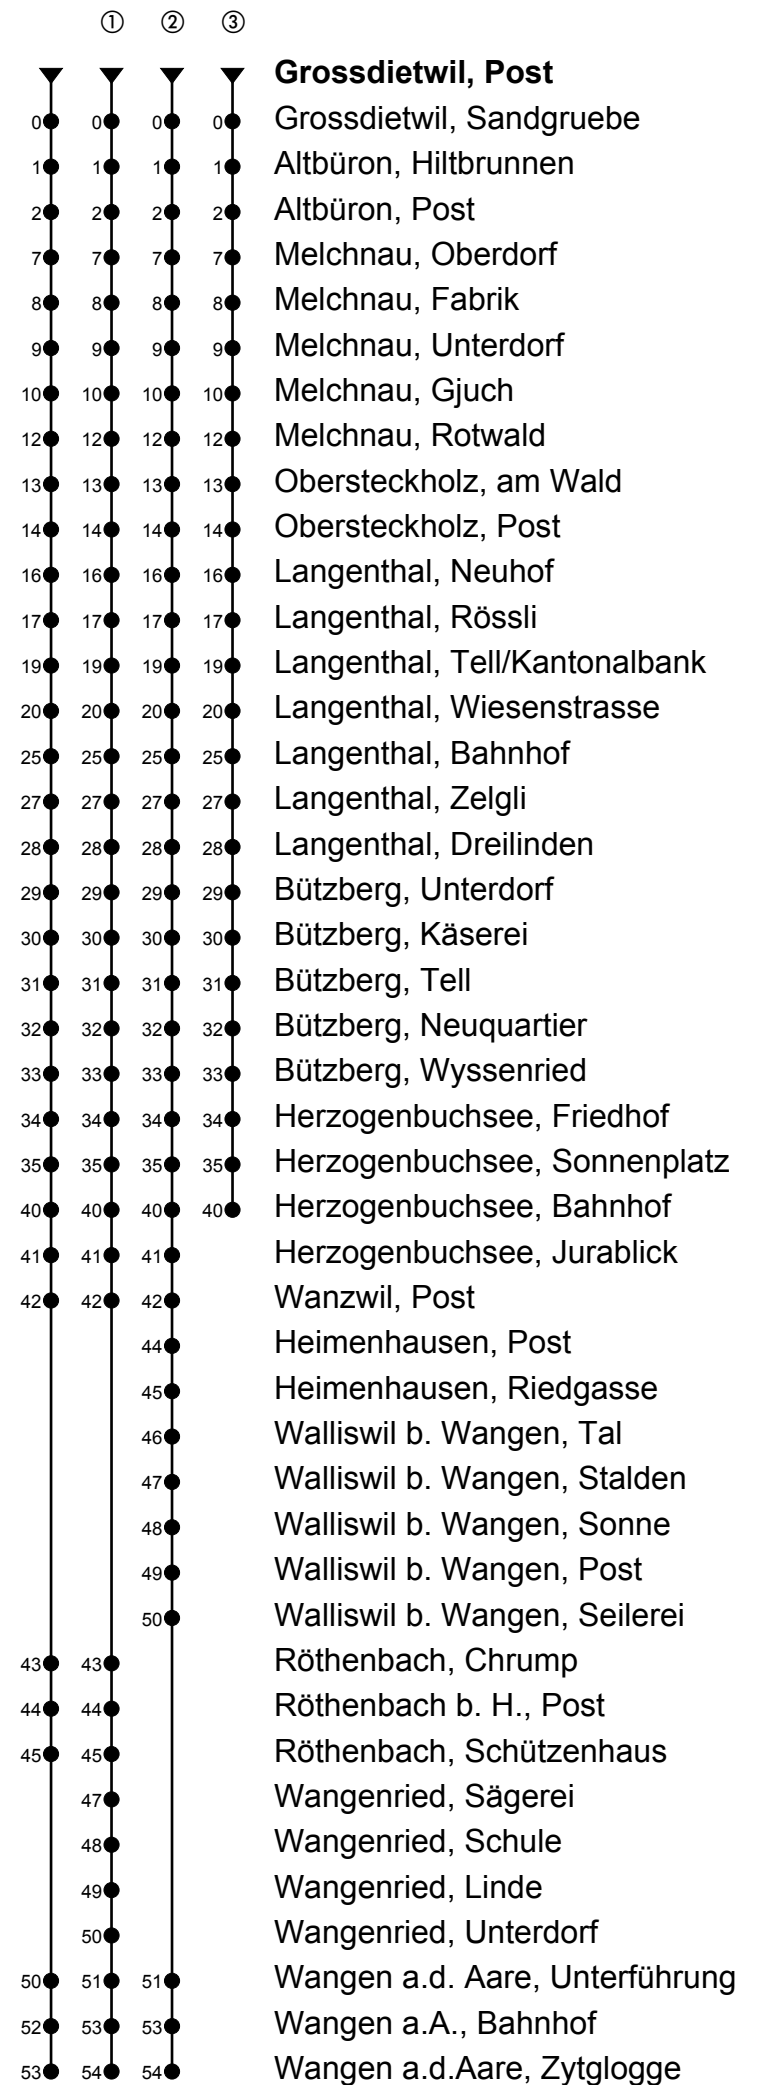 ① ② ③
Grossdietwil, Post
0 0 0 0 Grossdietwil, Sandgruebe
1 1 1 1 Altbüron, Hiltbrunnen
2 2 2 2 Altbüron, Post
7 7 7 7 Melchnau, Oberdorf
8 8 8 8 Melchnau, Fabrik
9 9 9 9 Melchnau, Unterdorf
10 10 10 10 Melchnau, Gjuch
12 12 12 12 Melchnau, Rotwald
13 13 13 13 Obersteckholz, am Wald
14 14 14 14 Obersteckholz, Post
16 16 16 16 Langenthal, Neuhof
17 17 17 17 Langenthal, Rössli
19 19 19 19 Langenthal, Tell/Kantonalbank
20 20 20 20 Langenthal, Wiesenstrasse
25 25 25 25 Langenthal, Bahnhof
27 27 27 27 Langenthal, Zelgli
28 28 28 28 Langenthal, Dreilinden
29 29 29 29 Bützberg, Unterdorf
30 30 30 30 Bützberg, Käserei
31 31 31 31 Bützberg, Tell
32 32 32 32 Bützberg, Neuquartier
33 33 33 33 Bützberg, Wyssenried
34 34 34 34 Herzogenbuchsee, Friedhof
35 35 35 35 Herzogenbuchsee, Sonnenplatz
40 40 40 40 Herzogenbuchsee, Bahnhof
41 41 41 Herzogenbuchsee, Jurablick
42 42 42 Wanzwil, Post
44 Heimenhausen, Post
45 Heimenhausen, Riedgasse
46 Walliswil b. Wangen, Tal
47 Walliswil b. Wangen, Stalden
48 Walliswil b. Wangen, Sonne
49 Walliswil b. Wangen, Post
50 Walliswil b. Wangen, Seilerei
43 43 Röthenbach, Chrump
44 44 Röthenbach b. H., Post
45 45 Röthenbach, Schützenhaus
47 Wangenried, Sägerei
48 Wangenried, Schule
49 Wangenried, Linde
50 Wangenried, Unterdorf
50 51 51 Wangen a.d. Aare, Unterführung
52 53 53 Wangen a.A., Bahnhof
53 54 54 Wangen a.d.Aare, Zytglogge